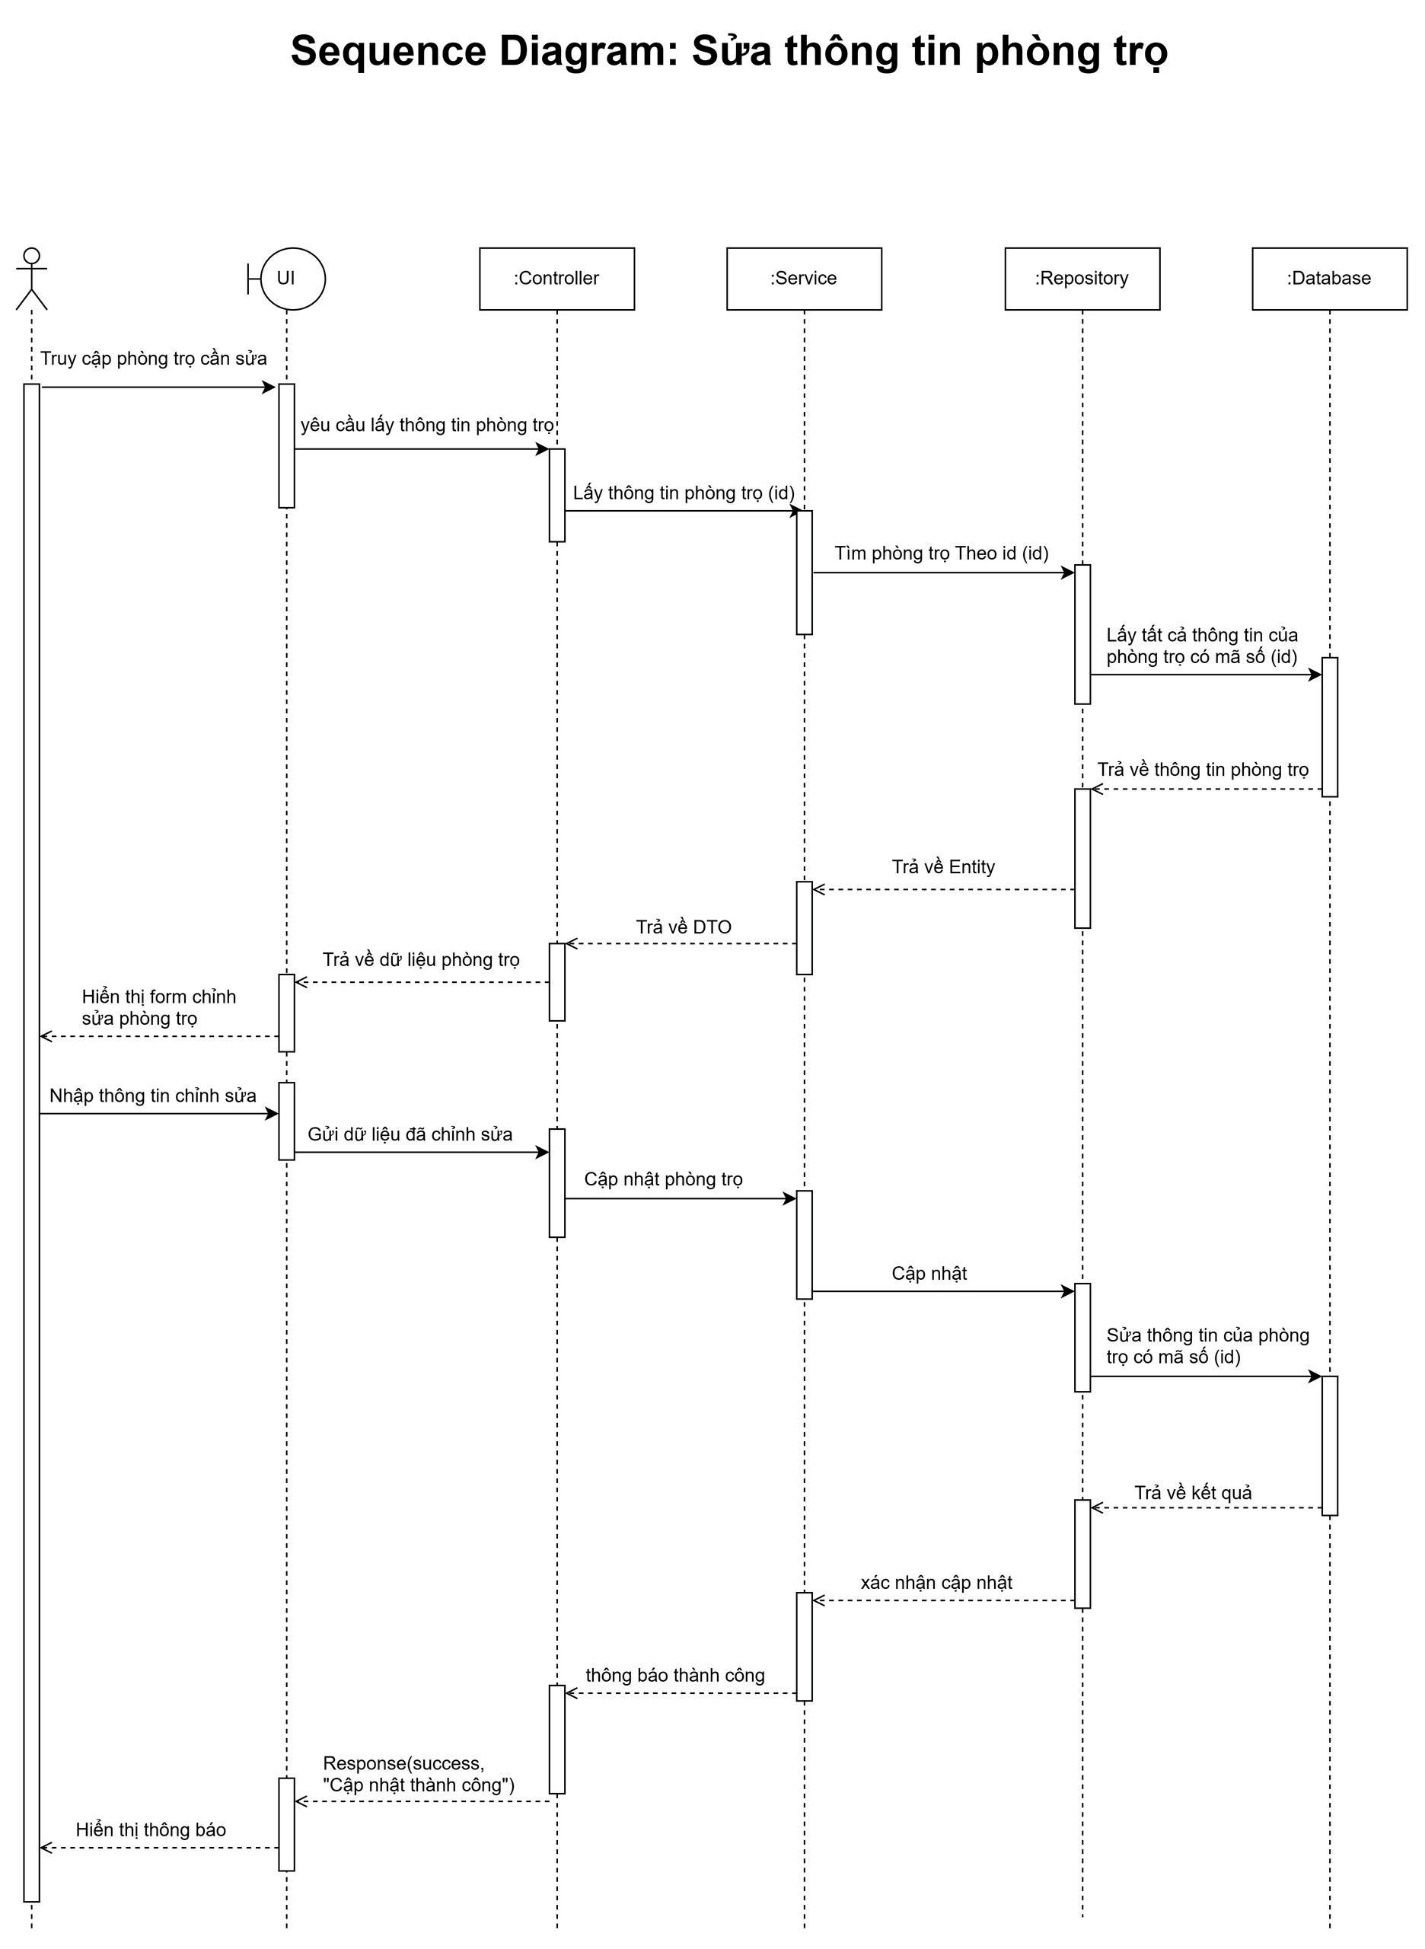 Sequence Diagram: Sửa thông tin phòng trọ
UI
:Controller
:Service
:Repository
:Database
Truy cập phòng trọ cần sửa
yêu cầu lấy thông tin phòng trọ
Lấy thông tin phòng trọ (id)
Tìm phòng trọ Theo id (id)
Lấy tất cả thông tin của
phòng trọ có mã số (id)
Trả về thông tin phòng trọ
Trả về Entity
Trả về DTO
Trả về dữ liệu phòng trọ
Hiển thị form chỉnh
sửa phòng trọ
Nhập thông tin chỉnh sửa
Gửi dữ liệu đã chỉnh sửa
Cập nhật phòng trọ
Cập nhật
Sửa thông tin của phòng
trọ có mã số (id)
Trả về kết quả
xác nhận cập nhật
thông báo thành công
Response(success,
"Cập nhật thành công")
Hiển thị thông báo